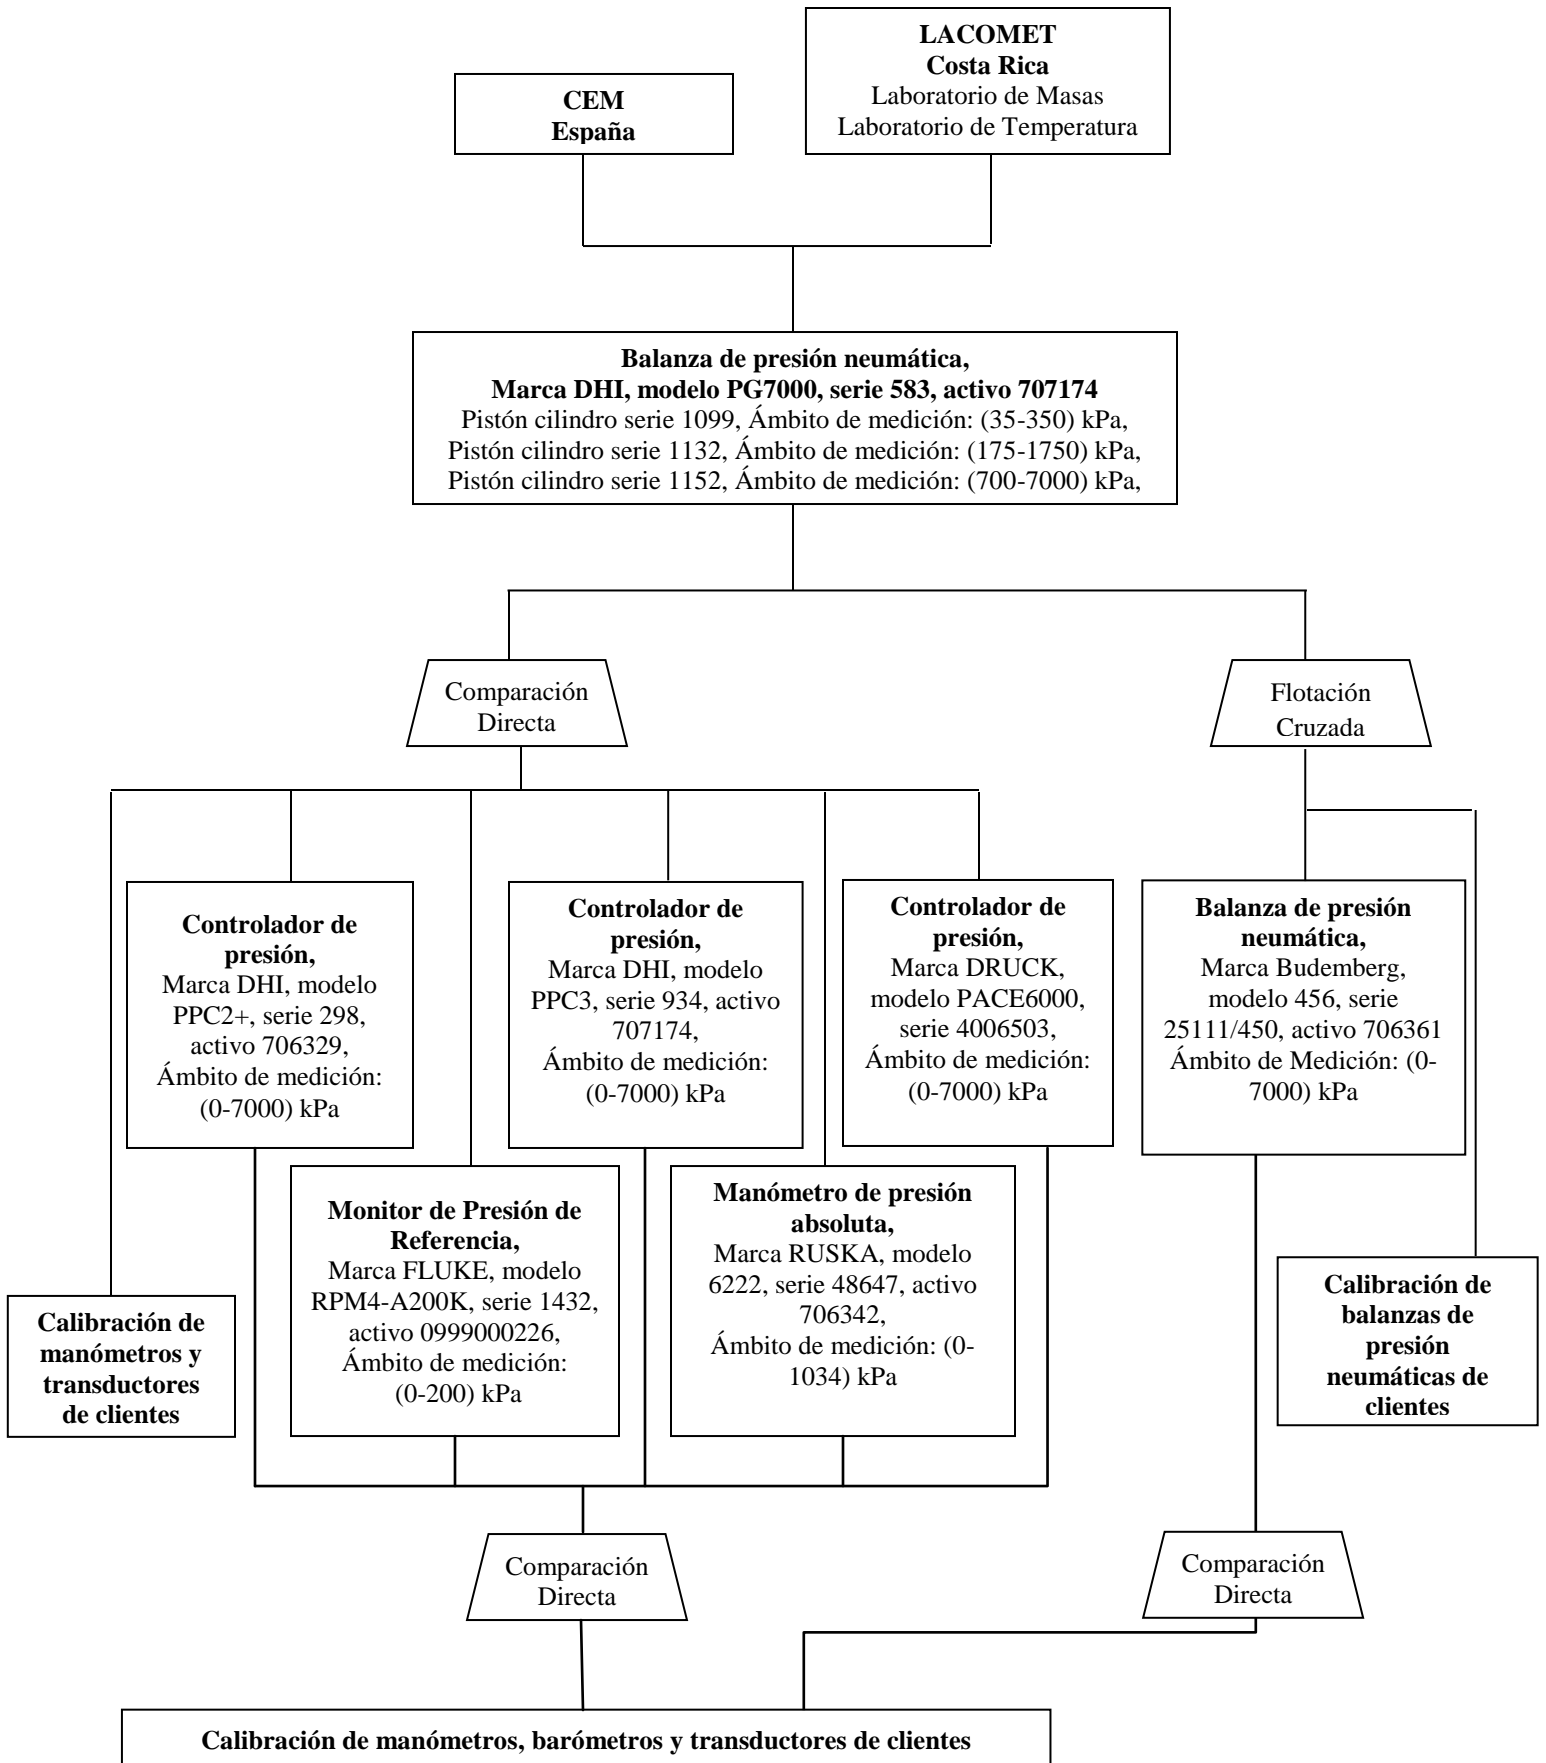 LACOMET
Costa Rica
Laboratorio de Masas
Laboratorio de Temperatura
CEM
España
Balanza de presión neumática,
Marca DHI, modelo PG7000, serie 583, activo 707174
Pistón cilindro serie 1099, Ámbito de medición: (35-350) kPa,
Pistón cilindro serie 1132, Ámbito de medición: (175-1750) kPa,
Pistón cilindro serie 1152, Ámbito de medición: (700-7000) kPa,
Comparación
Directa
Flotación
Cruzada
Controlador de
presión,
Marca DHI, modelo
PPC2+, serie 298,
activo 706329,
Ámbito de medición:
(0-7000) kPa
Controlador de
presión,
Marca DHI, modelo
PPC3, serie 934, activo
707174,
Ámbito de medición:
(0-7000) kPa
Controlador de
presión,
Marca DRUCK,
modelo PACE6000,
serie 4006503,
Ámbito de medición:
(0-7000) kPa
Balanza de presión
neumática,
Marca Budemberg,
modelo 456, serie
25111/450, activo 706361
Ámbito de Medición: (0-
7000) kPa
Monitor de Presión de
Referencia,
Marca FLUKE, modelo
RPM4-A200K, serie 1432,
activo 0999000226,
Ámbito de medición:
(0-200) kPa
Manómetro de presión
absoluta,
Marca RUSKA, modelo
6222, serie 48647, activo
706342,
Ámbito de medición: (0-
1034) kPa
Calibración de
manómetros y
transductores
de clientes
Calibración de
balanzas de
presión
neumáticas de
clientes
Comparación
Directa
Comparación
Directa
Calibración de manómetros, barómetros y transductores de clientes